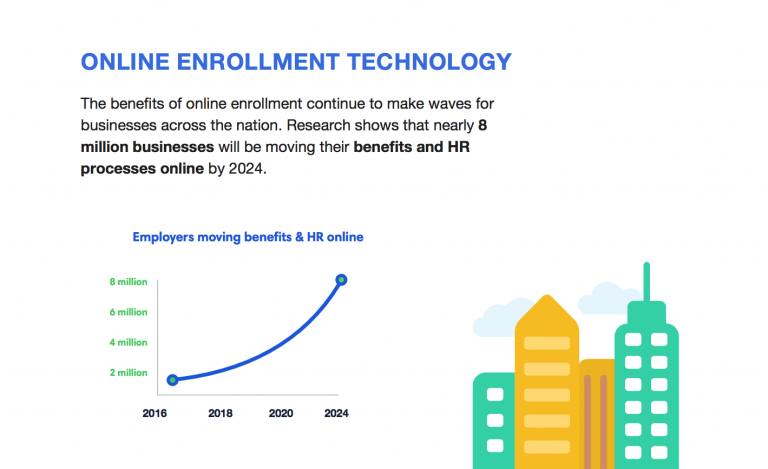 ONLINE ENROLLMENT TECHNOLOGY
The benefits of online enrollment continue to make waves for
businesses across the nation. Research shows that nearly 8
million businesses will be moving their benefits and HR
processes online by 2024.
Employers moving benefits & HR online
8 million
6 million
4 million
2 million
2016 2018 2020 2024